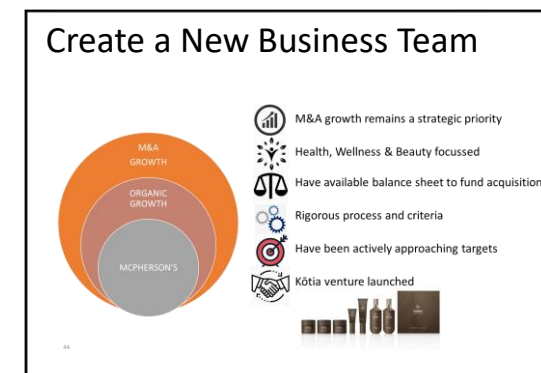 Create a New Business Team
M&A
GROWTH
ORGANIC
GROWTH
MCPHERSON'S
M&A growth remains a strategic priority
Health, Wellness & Beauty focussed
Have available balance sheet to fund acquisition
Rigorous process and criteria
Have been actively approaching targets
Kōtia venture launched
44